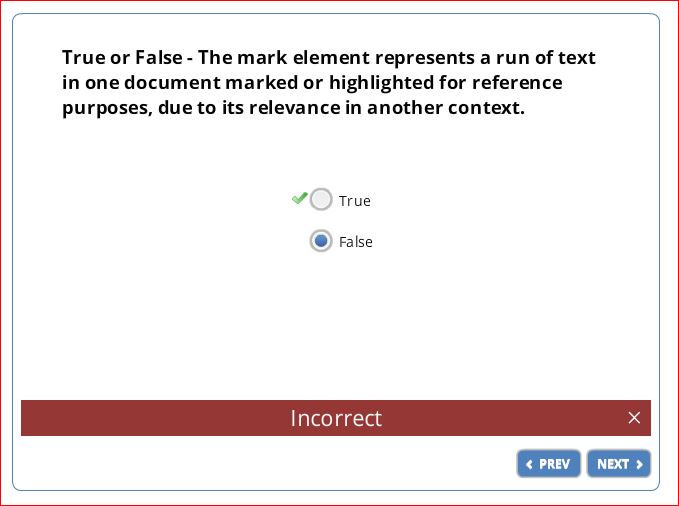 True or False - The mark element represents a run of text
in one document marked or highlighted for reference
purposes, due to its relevance in another context.
True
False
Incorrect
PREV
NEXT